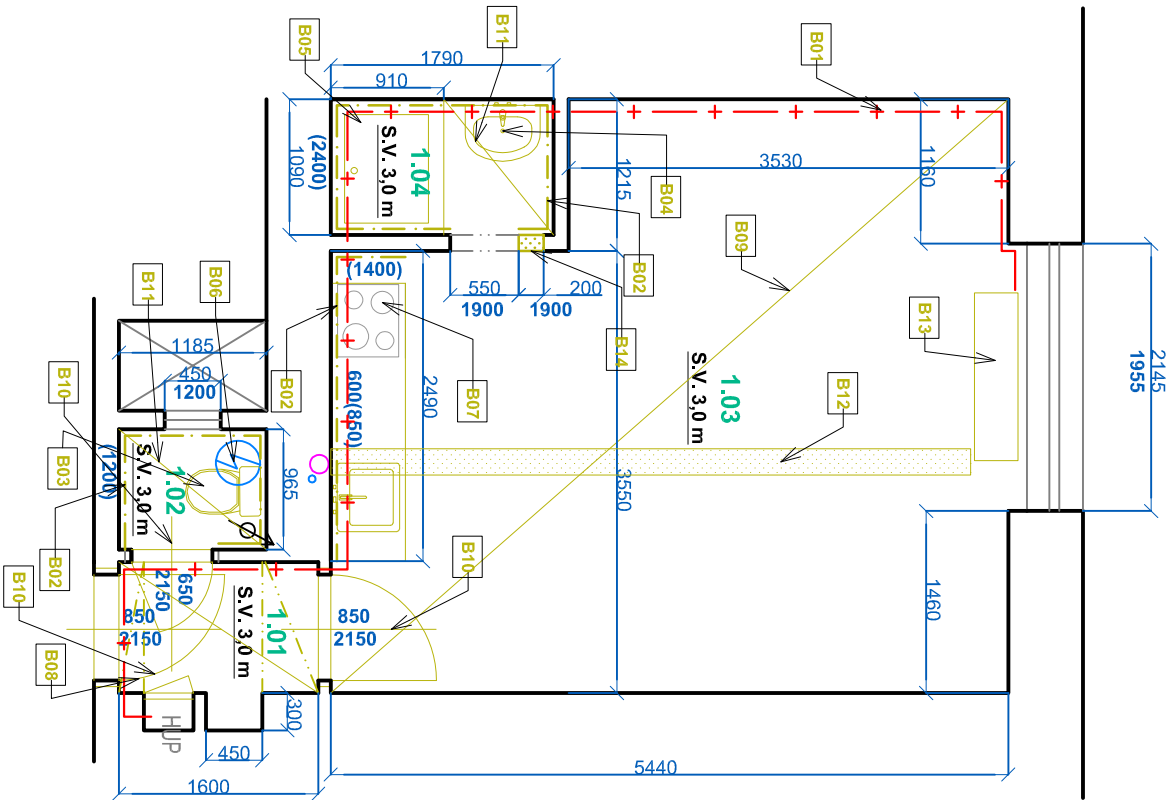 B05
B11
B01
1790
910
(2400)
1090
1.04
S.V. 3,0 m
B04
1215
3530
1160
B02
B09
(1400)
550
200
1900
1900
B14
B13
2145
1955
B11
B06
1185
450
1200
B10
B02
600(850)
2490
B07
1.03
S.V. 3,0 m
B12
B03
(1200)
1.02
S.V. 3,0 m
965
3550
B02
B10
B10
650
2150
850
2150
1.01
S.V. 3,0 m
850
2150
1460
B08
HUP
300
450
1600
5440